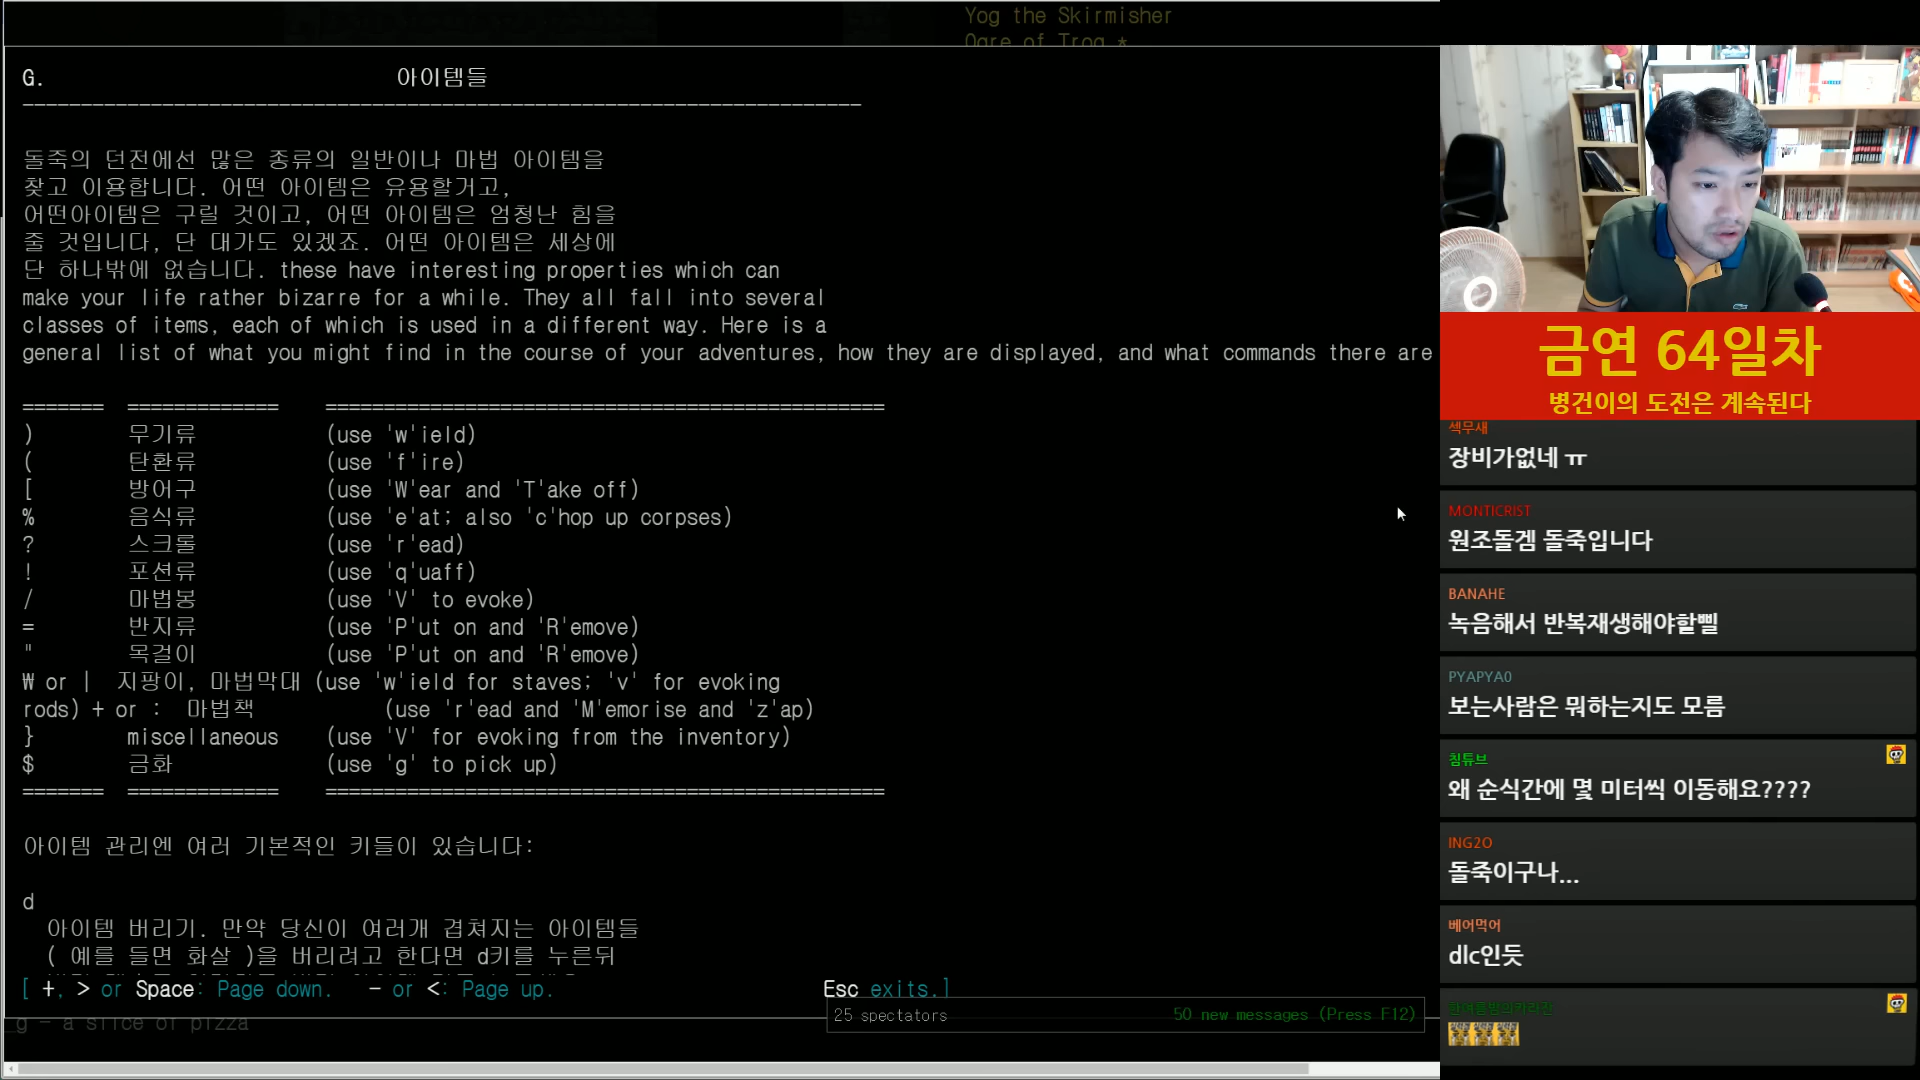 Yog the Skirmisher
Ogre of Trog *
G. 아이템들
돌죽의 던전에선 많은 종류의 일반이나 마법 아이템을
찾고 이용합니다. 어떤 아이템은 유용할거고,
어떤아이템은 구릴 것이고, 어떤 아이템은 엄청난 힘을
줄 것입니다, 단 대가도 있겠죠. 어떤 아이템은 세상에
단 하나밖에 없습니다. these have interesting properties which can
make your life rather bizarre for a while. They all fall into several
classes of items, each of which is used in a different way. Here is a
general list of what you might find in the course of your adventures, how they are displayed, and what commands there are
======= ============= ================================================
) 무기류 (use 'w'ield)
( 탄환류 (use 'f'ire)
[ 방어구 (use 'W'ear and 'T'ake off)
% 음식류 (use 'e'at; also 'c'hop up corpses)
? 스크롤 (use 'r'ead)
! 포션류 (use 'q'uaff)
/ 마법봉 (use 'V' to evoke)
= 반지류 (use 'P'ut on and 'R'emove)
" 목걸이 (use 'P'ut on and 'R'emove)
₩ or | 지팡이, 마법막대 (use 'w'ield for staves; 'v' for evoking
rods) + or : 마법책 (use 'r'ead and 'M'emorise and 'z'ap)
} miscellaneous (use 'V' for evoking from the inventory)
$ 금화 (use 'g' to pick up)
======= ============= ================================================
아이템 관리엔 여러 기본적인 키들이 있습니다:
d
아이템 버리기. 만약 당신이 여러개 겹쳐지는 아이템들
( 예를 들면 화살 )을 버리려고 한다면 d키를 누른뒤
[ +, > or Space: Page down. - or <: Page up. Esc exits.]
g - a slice of pizza
25 spectators 50 new messages (Press F12)
금연 64일차
병건이의 도전은 계속된다
섹무새
장비가없네 ㅠ
MONTICRIST
원조돌겜 돌죽입니다
BANAHE
녹음해서 반복재생해야할삘
PYAPYA0
보는사람은 뭐하는지도 모름
침튜브
왜 순식간에 몇 미터씩 이동해요????
ING2O
돌죽이구나...
베어먹어
dlc인듯